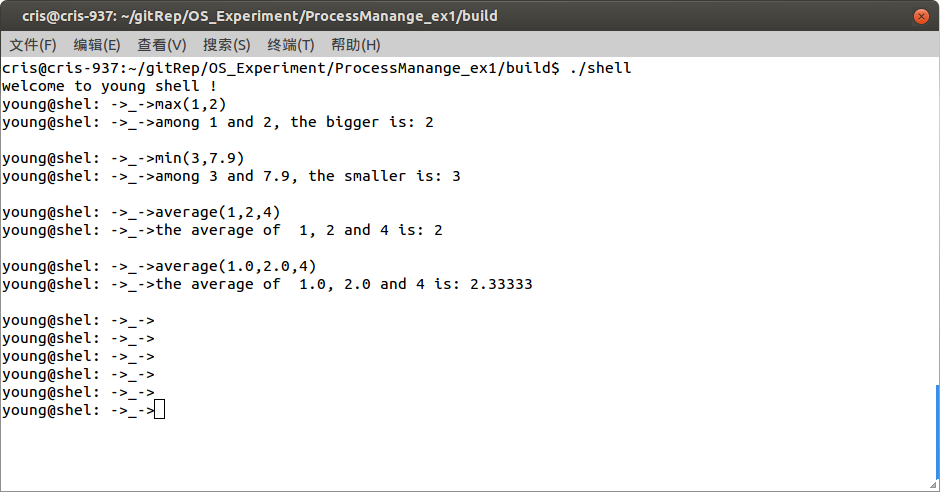 cris@cris-937: ~/gitRep/OS_Experiment/ProcessManange_ex1/build
文件(F) 编辑(E) 查看(V) 搜索(S) 终端(T) 帮助(H)
cris@cris-937:~/gitRep/OS_Experiment/ProcessManange_ex1/build$ ./shell
welcome to young shell !
young@shel: ->_->max(1,2)
young@shel: ->_->among 1 and 2, the bigger is: 2
young@shel: ->_->min(3,7.9)
young@shel: ->_->among 3 and 7.9, the smaller is: 3
young@shel: ->_->average(1,2,4)
young@shel: ->_->the average of  1, 2 and 4 is: 2
young@shel: ->_->average(1.0,2.0,4)
young@shel: ->_->the average of  1.0, 2.0 and 4 is: 2.33333
young@shel: ->_->
young@shel: ->_->
young@shel: ->_->
young@shel: ->_->
young@shel: ->_->
young@shel: ->_->